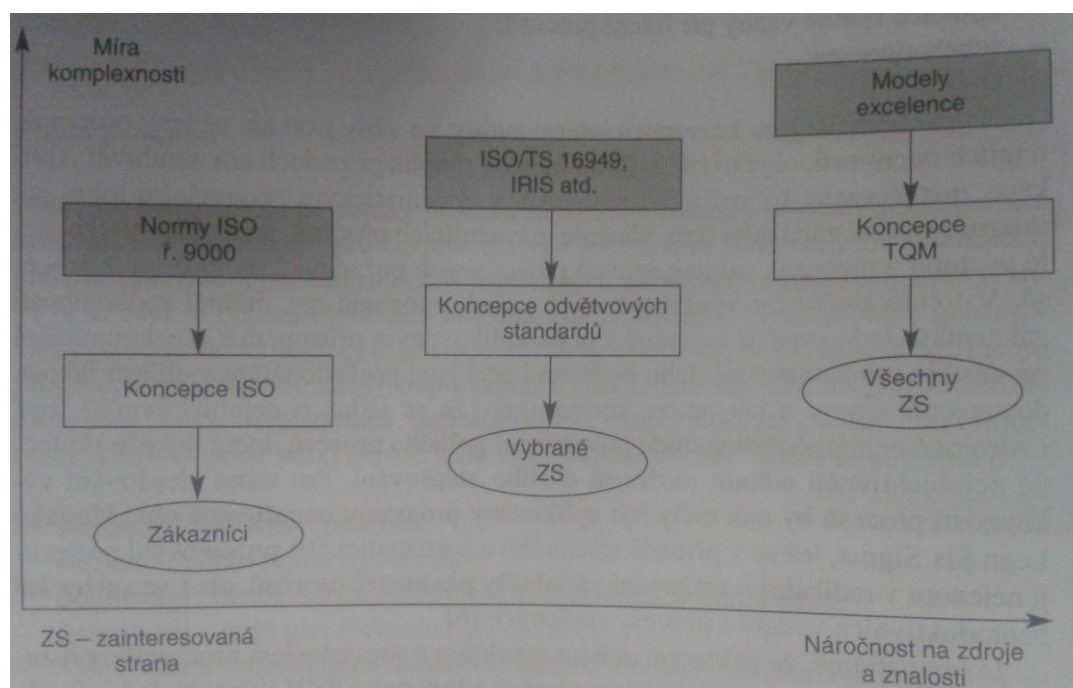 Míra
komplexnosti
Modely
excelence
ISO/TS 16949,
IRIS atd.
Normy ISO
ř. 9000
Koncepce
TQM
Koncepce odvětvových
standardů
Koncepce ISO
Všechny
ZS
Vybrané
ZS
Zákazníci
ZS – zainteresovaná
strana
Náročnost na zdroje
a znalosti